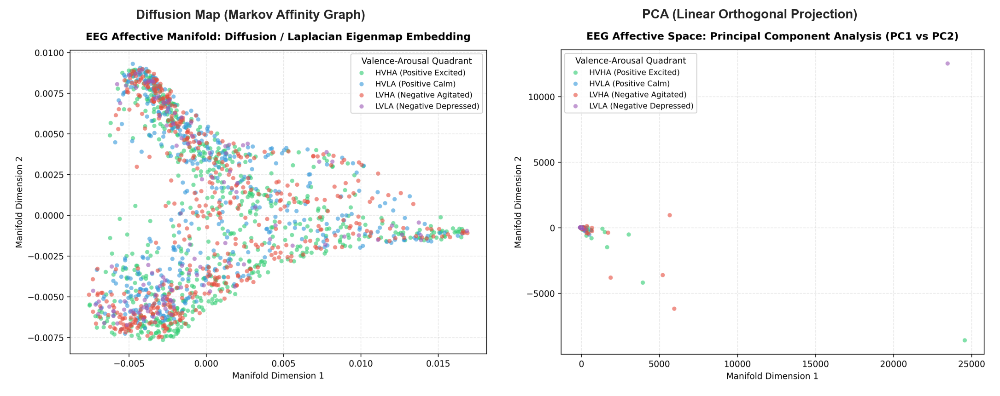 Diffusion Map (Markov Affinity Graph)
EEG Affective Manifold: Diffusion / Laplacian Eigenmap Embedding
0.0100
0.0075
0.0050
0.0025
0.0000
−0.0025
−0.0050
−0.0075
Manifold Dimension 2
Valence-Arousal Quadrant
HVHA (Positive Excited)
HVLA (Positive Calm)
LVHA (Negative Agitated)
LVLA (Negative Depressed)
−0.005
0.000
0.005
0.010
0.015
Manifold Dimension 1
PCA (Linear Orthogonal Projection)
EEG Affective Space: Principal Component Analysis (PC1 vs PC2)
Valence-Arousal Quadrant
HVHA (Positive Excited)
HVLA (Positive Calm)
LVHA (Negative Agitated)
LVLA (Negative Depressed)
10000
5000
0
−5000
Manifold Dimension 2
0
5000
10000
15000
20000
25000
Manifold Dimension 1